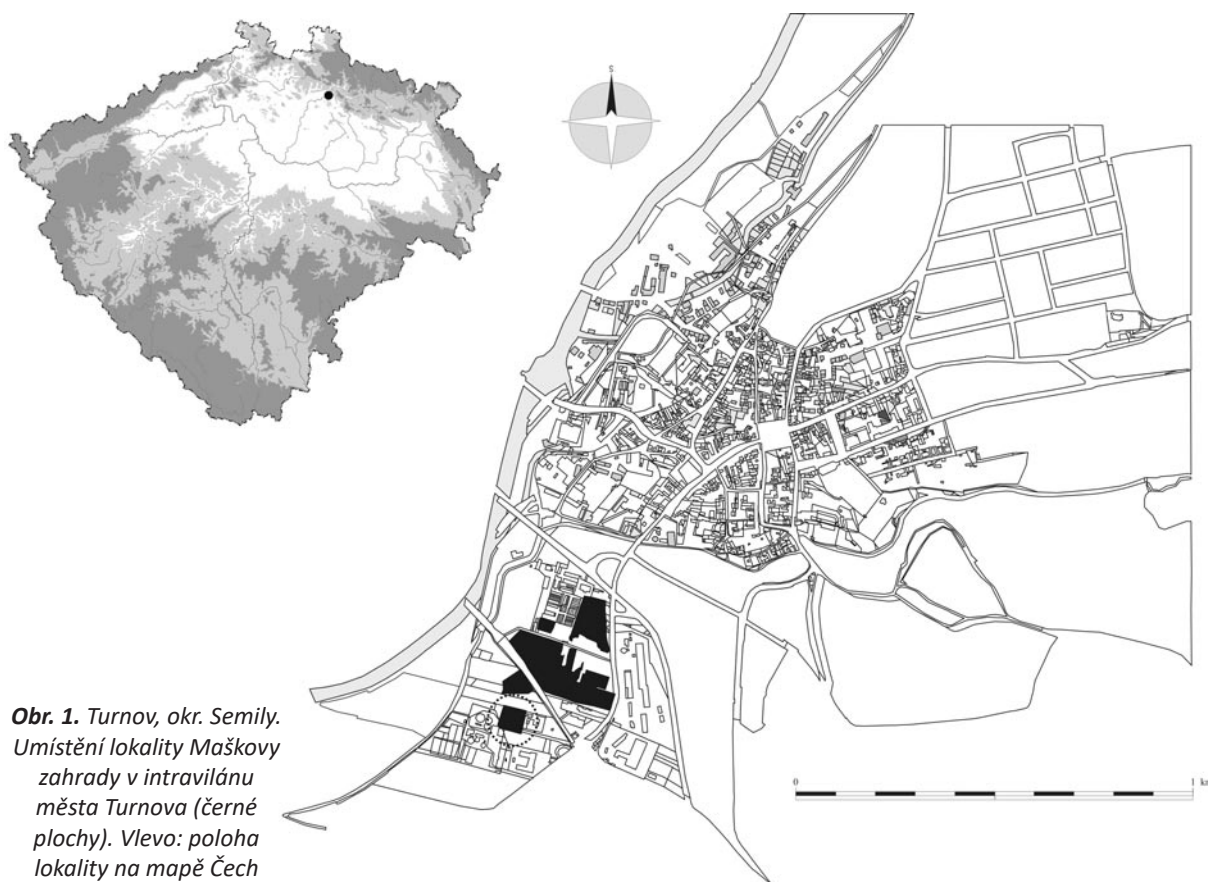 S
Obr. 1. Turnov, okr. Semily.
Umístění lokality Maškovy
zahrady v intravilánu
města Turnova (černé
plochy). Vlevo: poloha
lokality na mapě Čech
0 1 km